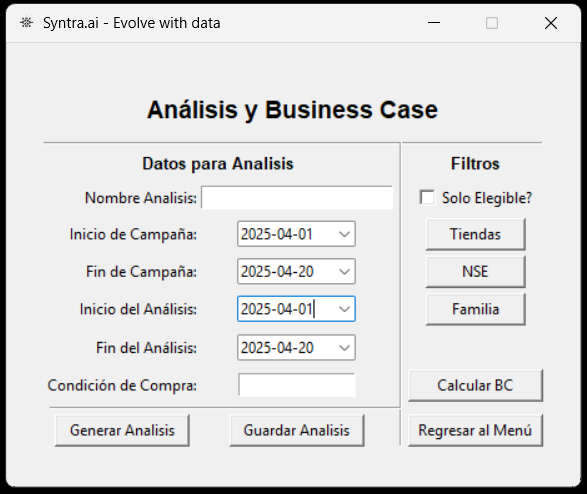 Syntra.ai - Evolve with data
Análisis y Business Case
Datos para Analisis
Filtros
Nombre Analisis:
Solo Elegible?
Inicio de Campaña: 2025-04-01
Tiendas
Fin de Campaña: 2025-04-20
NSE
Inicio del Análisis: 2025-04-01
Familia
Fin del Análisis: 2025-04-20
Condición de Compra:
Calcular BC
Generar Analisis
Guardar Analisis
Regresar al Menú